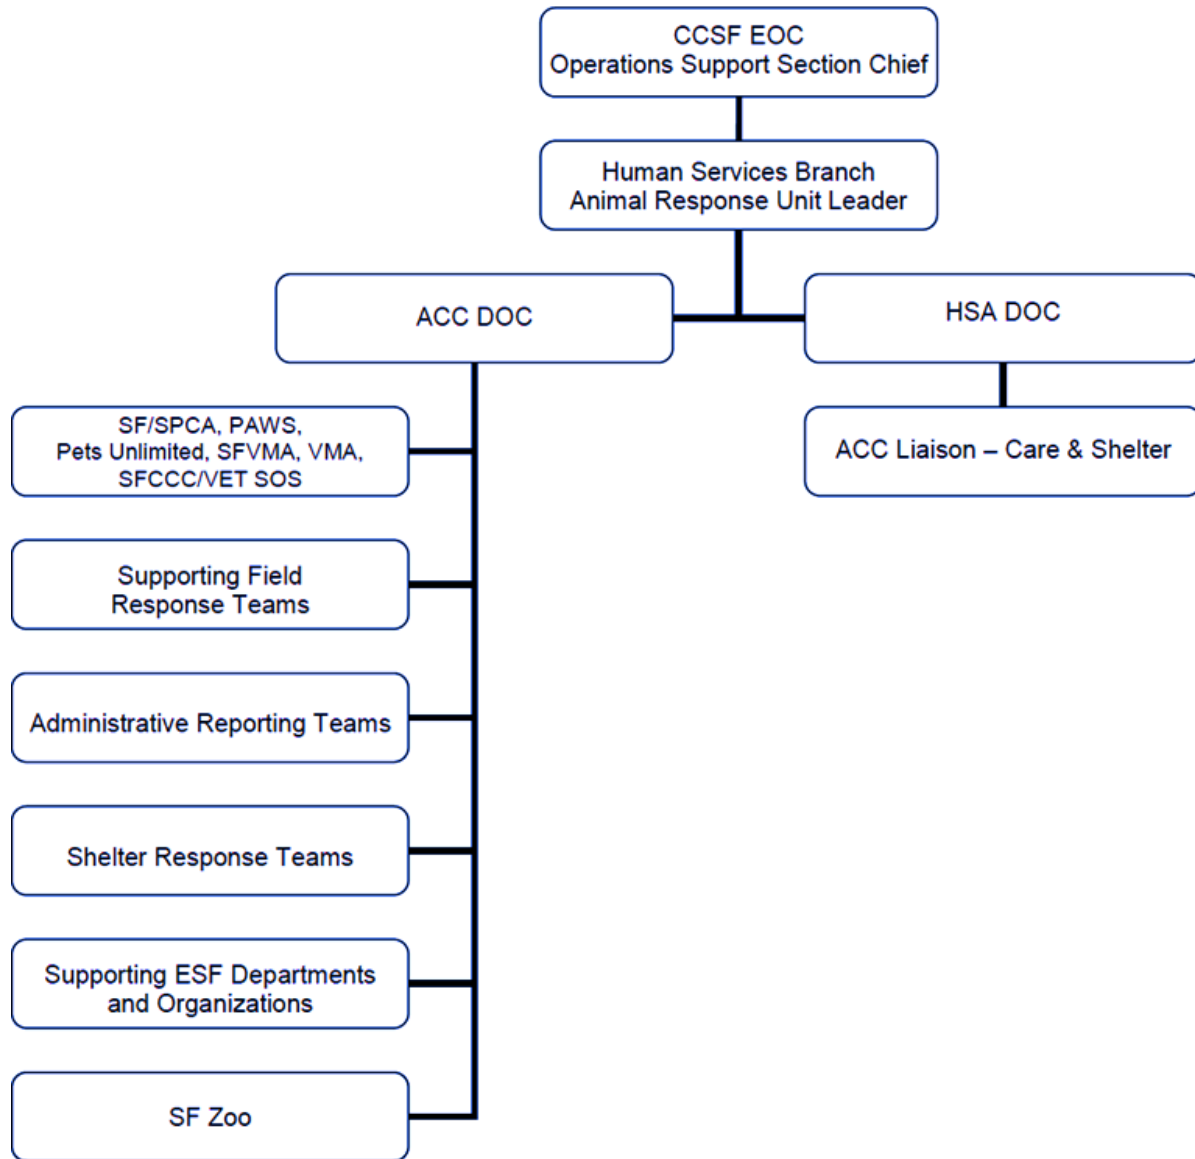 CCSF EOC
Operations Support Section Chief
Human Services Branch
Animal Response Unit Leader
ACC DOC
HSA DOC
SF/SPCA, PAWS,
Pets Unlimited, SFVMA, VMA,
SFCCC/VET SOS
ACC Liaison – Care & Shelter
Supporting Field
Response Teams
Administrative Reporting Teams
Shelter Response Teams
Supporting ESF Departments
and Organizations
SF Zoo